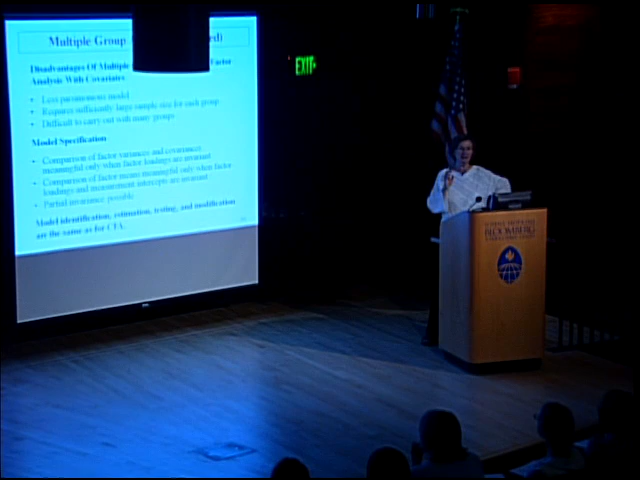 Multiple Group ed)
Disadvantages Of Multiple Factor
Analysis With Covariates
• Less parsimonious model
• Requires sufficiently large sample size for each group
• Difficult to carry out with many groups
Model Specification
• Comparison of factor variances and covariances
meaningful only when factor loadings are invariant
• Comparison of factor means meaningful only when factor
loadings and measurement intercepts are invariant
• Partial invariance possible
Model identification, estimation, testing, and modification
are the same as for CFA.
EXIT
BLOOMBERG